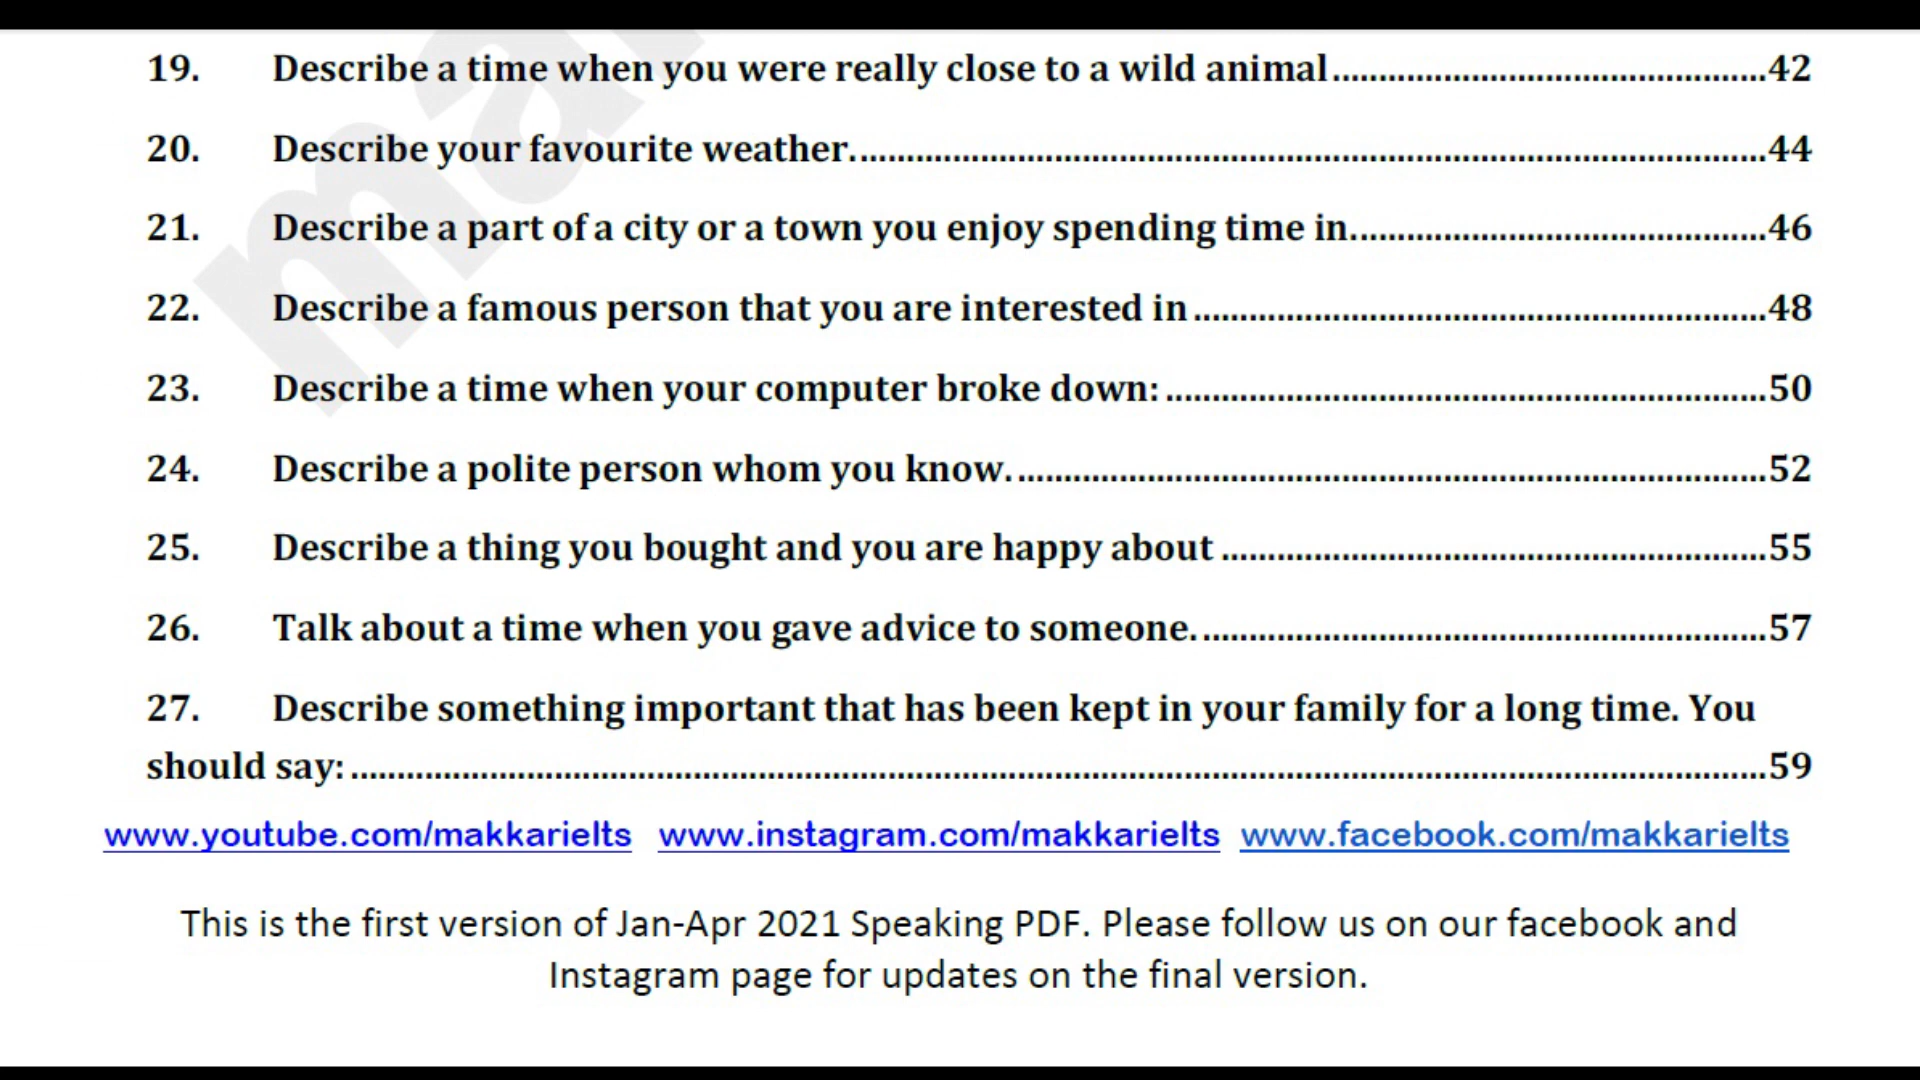 19. Describe a time when you were really close to a wild animal..............................................42
20. Describe your favourite weather. .................................................................................................44
21. Describe a part of a city or a town you enjoy spending time in.............................................46
22. Describe a famous person that you are interested in .............................................................48
23. Describe a time when your computer broke down: ................................................................50
24. Describe a polite person whom you know. ................................................................................52
25. Describe a thing you bought and you are happy about ..........................................................55
26. Talk about a time when you gave advice to someone. ............................................................57
27. Describe something important that has been kept in your family for a long time. You
should say: .......................................................................................................................................................59
www.youtube.com/makkarielts www.instagram.com/makkarielts www.facebook.com/makkarielts
This is the first version of Jan-Apr 2021 Speaking PDF. Please follow us on our facebook and
Instagram page for updates on the final version.